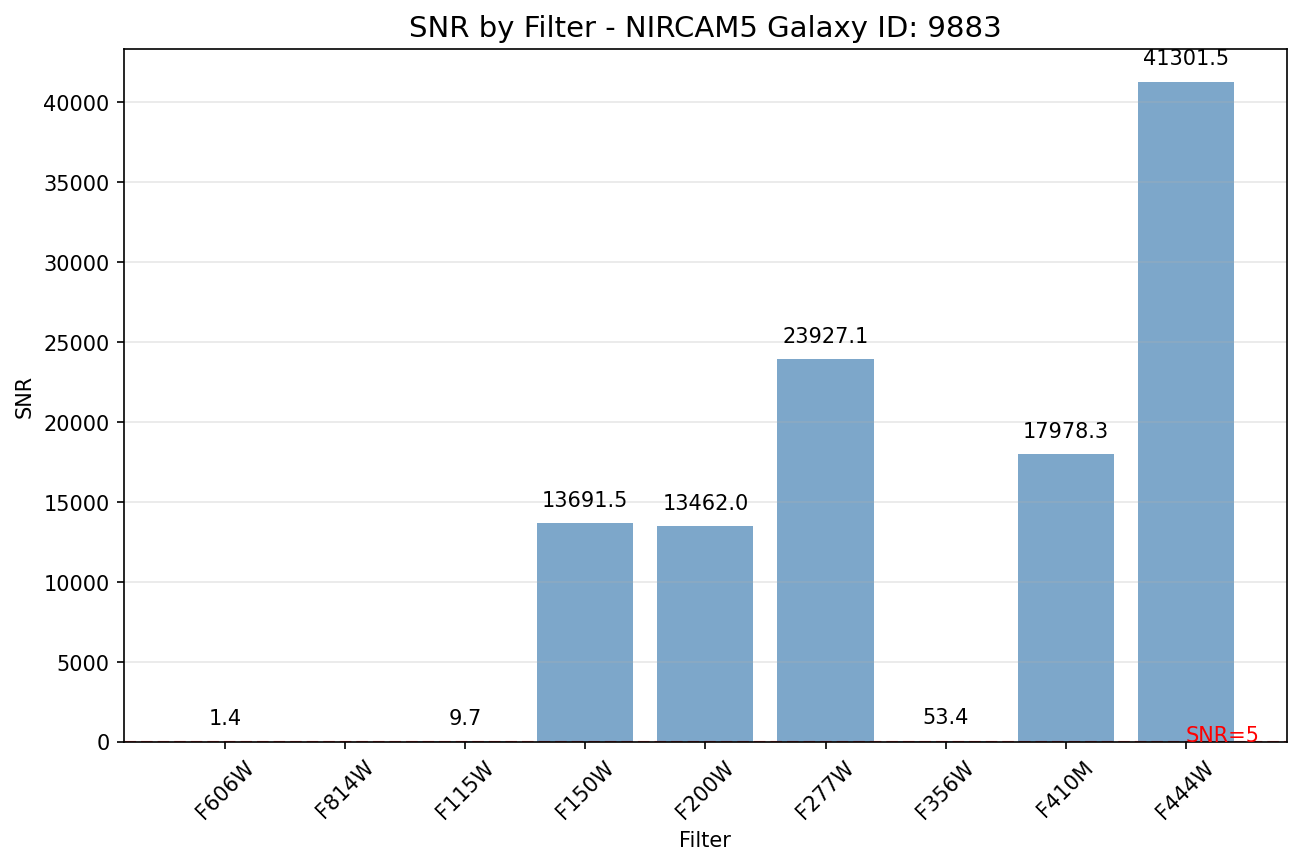 SNR by Filter - NIRCAM5 Galaxy ID: 9883
41301.5
40000
35000
30000
25000
23927.1
20000
17978.3
15000
13691.5
13462.0
10000
5000
1.4
9.7
53.4
SNR=5
0
SNR
F606W
F814W
F115W
F150W
F200W
F277W
F356W
F410M
F444W
Filter